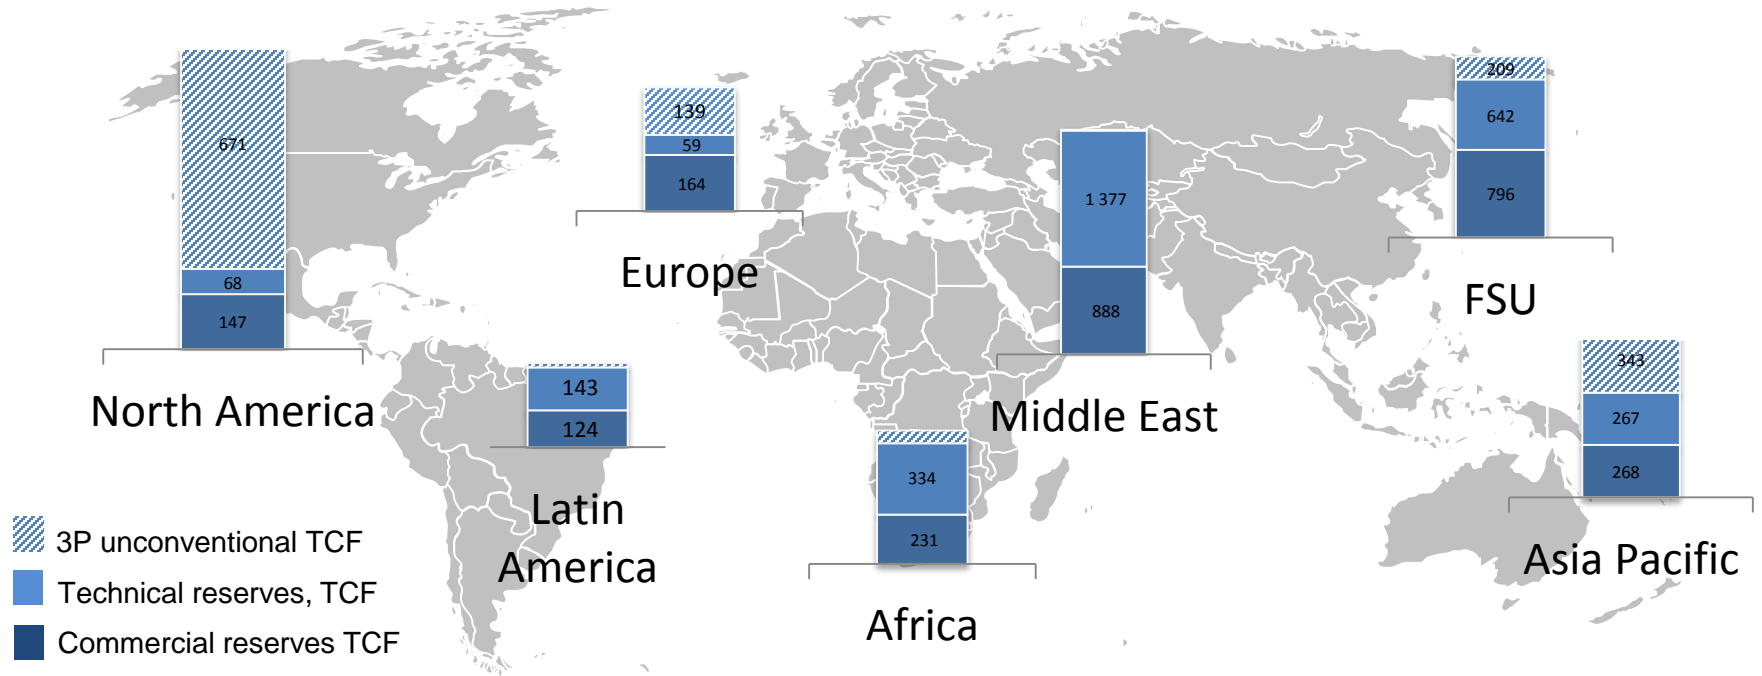 671
68
147
North America
139
59
164
Europe
1 377
888
Middle East
209
642
796
FSU
143
124
Latin
America
334
231
Africa
343
267
268
Asia Pacific
3P unconventional TCF
Technical reserves, TCF
Commercial reserves TCF